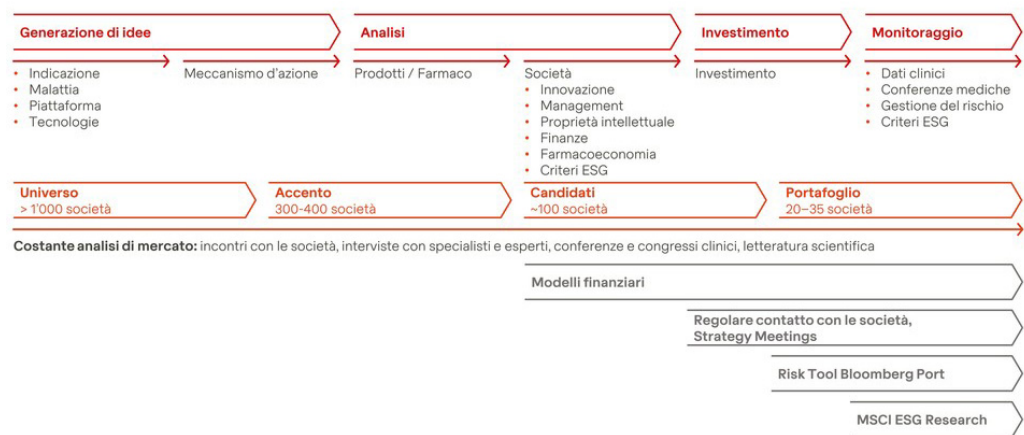 Generazione di idee
Analisi
Investimento
Monitoraggio
• Indicazione
• Malattia
• Piattaforma
• Tecnologie
Meccanismo d'azione
Prodotti / Farmaco
Società
• Innovazione
• Management
• Proprietà intellettuale
• Finanze
• Farmacoeconomia
• Criteri ESG
Investimento
• Dati clinici
• Conferenze mediche
• Gestione del rischio
• Criteri ESG
Universo
> 1'000 società
Accento
300-400 società
Candidati
~100 società
Portafoglio
20–35 società
Costante analisi di mercato: incontri con le società, interviste con specialisti e esperti, conferenze e congressi clinici, letteratura scientifica
Modelli finanziari
Regolare contatto con le società,
Strategy Meetings
Risk Tool Bloomberg Port
MSCI ESG Research